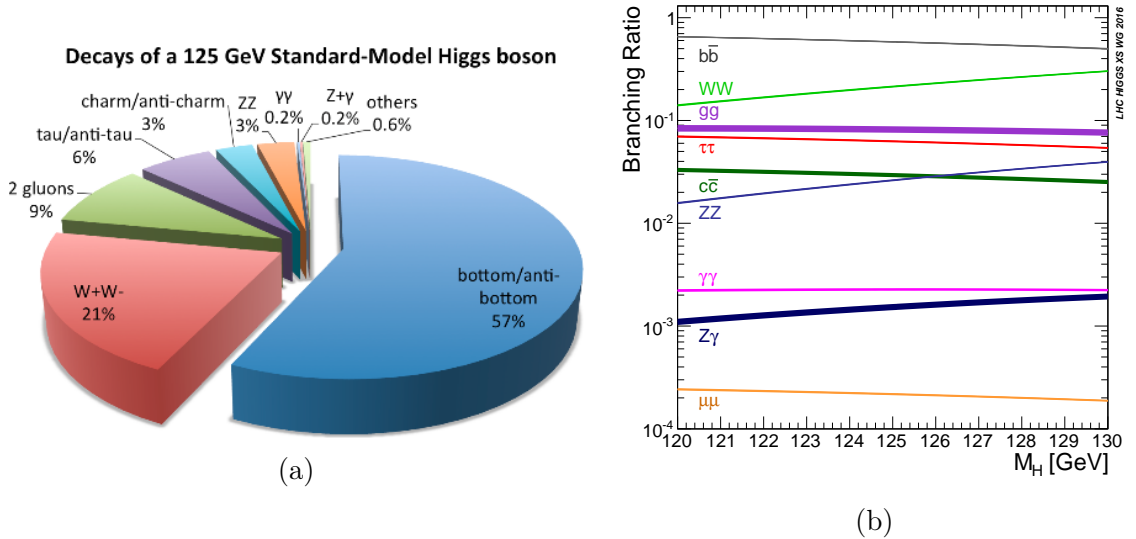 Decays of a 125 GeV Standard-Model Higgs boson
charm/anti-charm
3%
ZZ
3%
γγ
0.2%
Z+γ
0.2%
others
0.6%
tau/anti-tau
6%
2 gluons
9%
W+W-
21%
bottom/anti-
bottom
57%
(a)
Branching Ratio
1
10⁻¹
10⁻²
10⁻³
10⁻⁴
bb̅
WW
gg
ττ
cc̅
ZZ
γγ
Zγ
μμ
120 121 122 123 124 125 126 127 128 129 130
M_H [GeV]
LHC HIGGS XS WG 2016
(b)